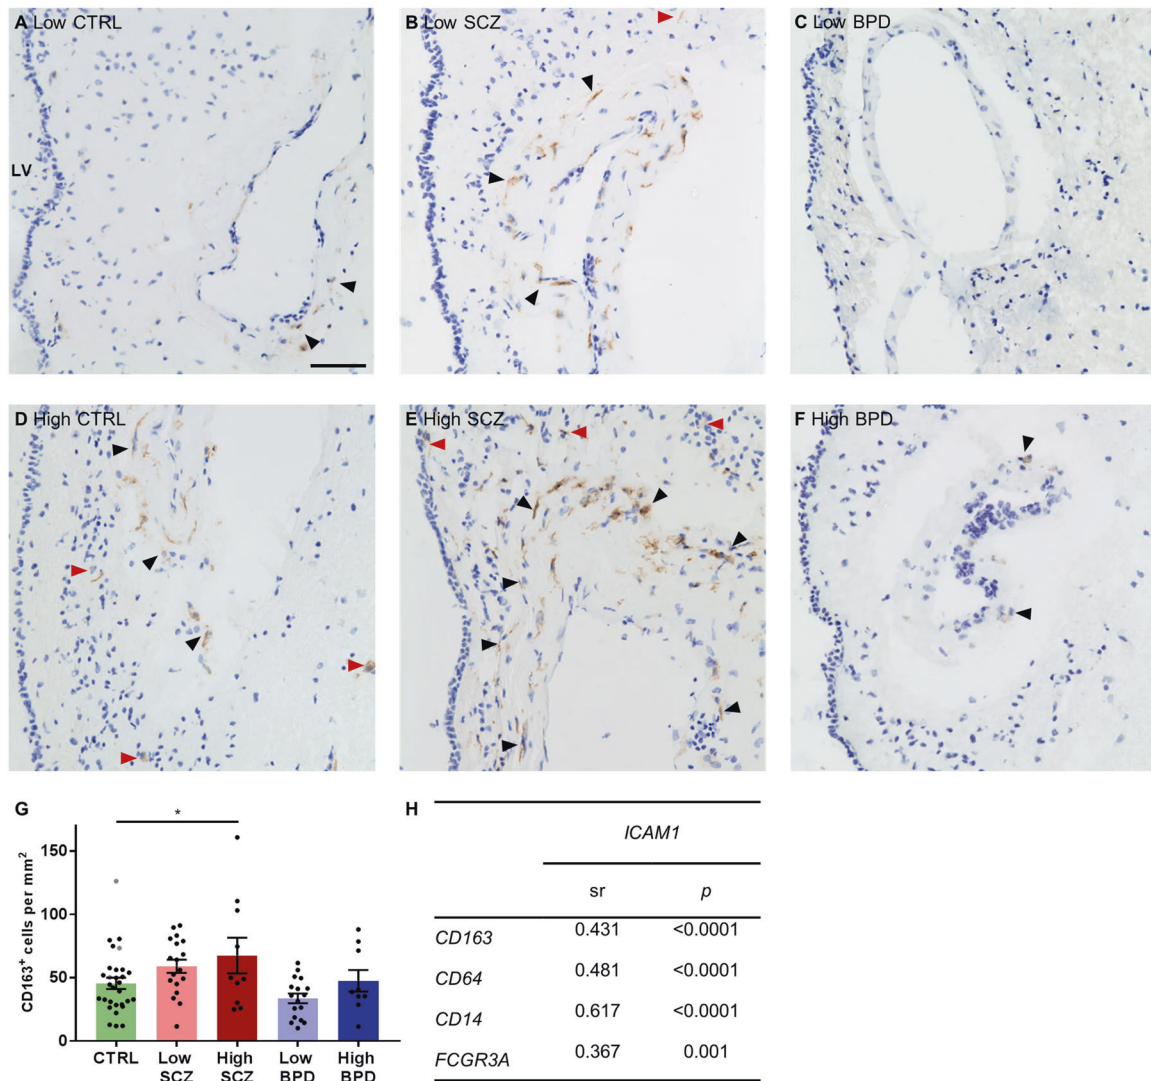 A Low CTRL
B Low SCZ
C Low BPD
LV
D High CTRL
E High SCZ
F High BPD
G
*
CD163+ cells per mm2
150
100
50
0
CTRL
Low SCZ
High SCZ
Low BPD
High BPD
H
ICAM1
sr p
CD163 0.431 <0.0001
CD64 0.481 <0.0001
CD14 0.617 <0.0001
FCGR3A 0.367 0.001